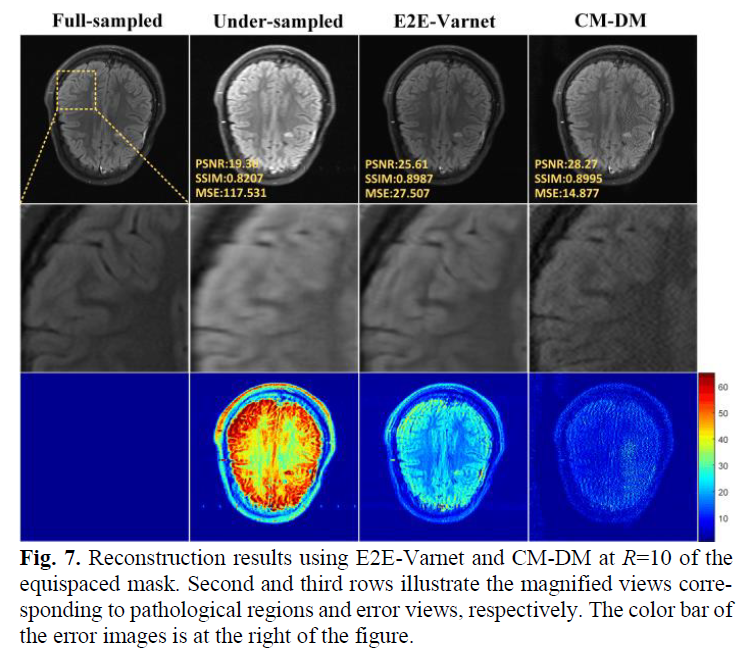 Full-sampled Under-sampled E2E-Varnet CM-DM
PSNR:19.38 PSNR:25.61 PSNR:28.27
SSIM:0.8207 SSIM:0.8987 SSIM:0.8995
MSE:117.531 MSE:27.507 MSE:14.877
60
50
40
30
20
10
Fig. 7. Reconstruction results using E2E-Varnet and CM-DM at R=10 of the
equispaced mask. Second and third rows illustrate the magnified views corre-
sponding to pathological regions and error views, respectively. The color bar of
the error images is at the right of the figure.